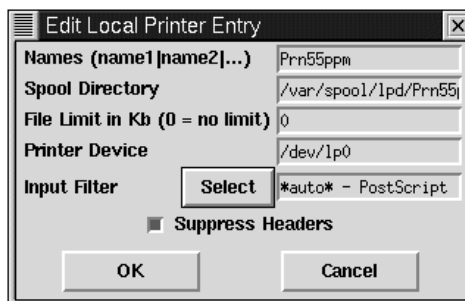 Edit Local Printer Entry
Names (name1|name2|...) Prn55ppm
Spool Directory /var/spool/lpd/Prn55
File Limit in Kb (0 = no limit) 0
Printer Device /dev/lp0
Input Filter Select *auto* - PostScript
Suppress Headers
OK Cancel